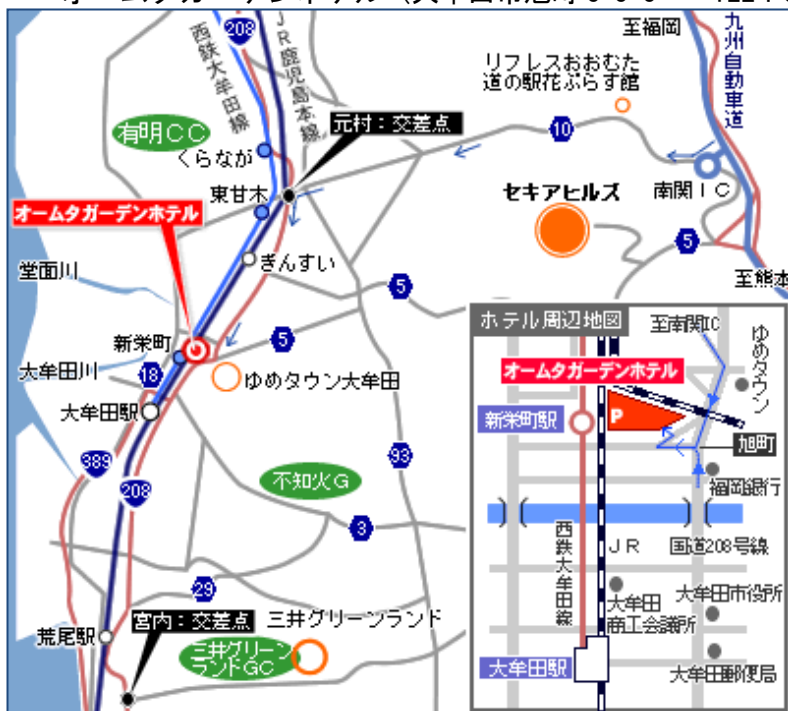 208
至福岡
九州自動車道
西鉄大牟田線
JR鹿児島本線
リフレスおおむた
道の駅花ぷらす館
有明CC
元村：交差点
10
くらなが
東甘木
セキアヒルズ
南関IC
オームタガーデンホテル
5
ぎんすい
堂面川
5
至熊本
新栄町
5
大牟田川
18
ゆめタウン大牟田
大牟田駅
389
208
不知火G
93
3
29
宮内：交差点
三井グリーンランド
荒尾駅
三井グリーン
ランドGC
ホテル周辺地図
至南関IC
ゆめタウン
オームタガーデンホテル
P
新栄町駅
旭町
福岡銀行
西鉄大牟田線
JR
国道208号線
大牟田
商工会議所
大牟田市役所
大牟田駅
大牟田郵便局